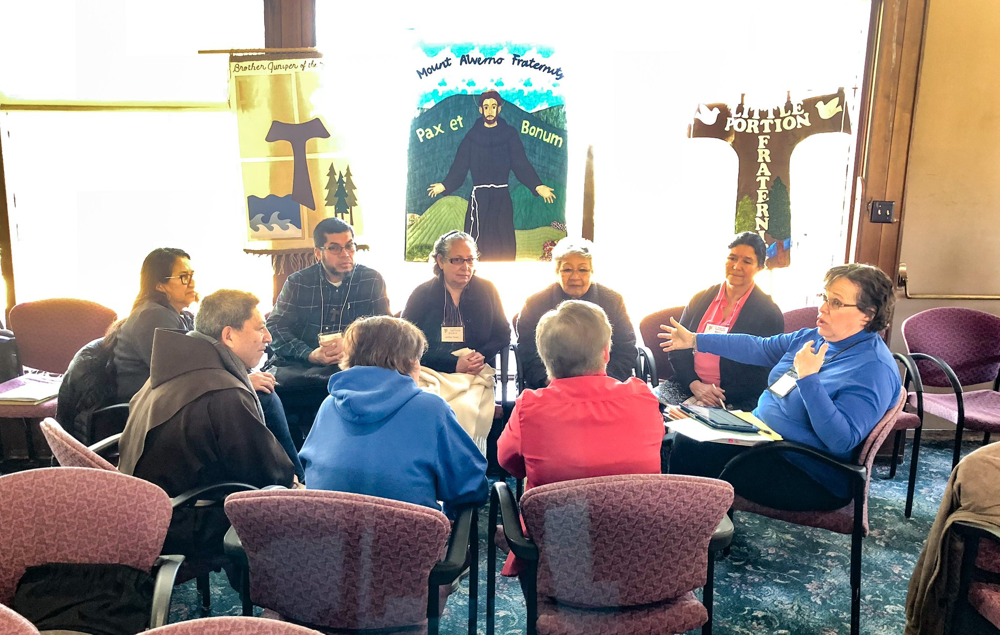 Brother Juniper of the
Mount Alverno Fraternity
Pax et Bonum
LITTLE
PORTION
FRATERNI